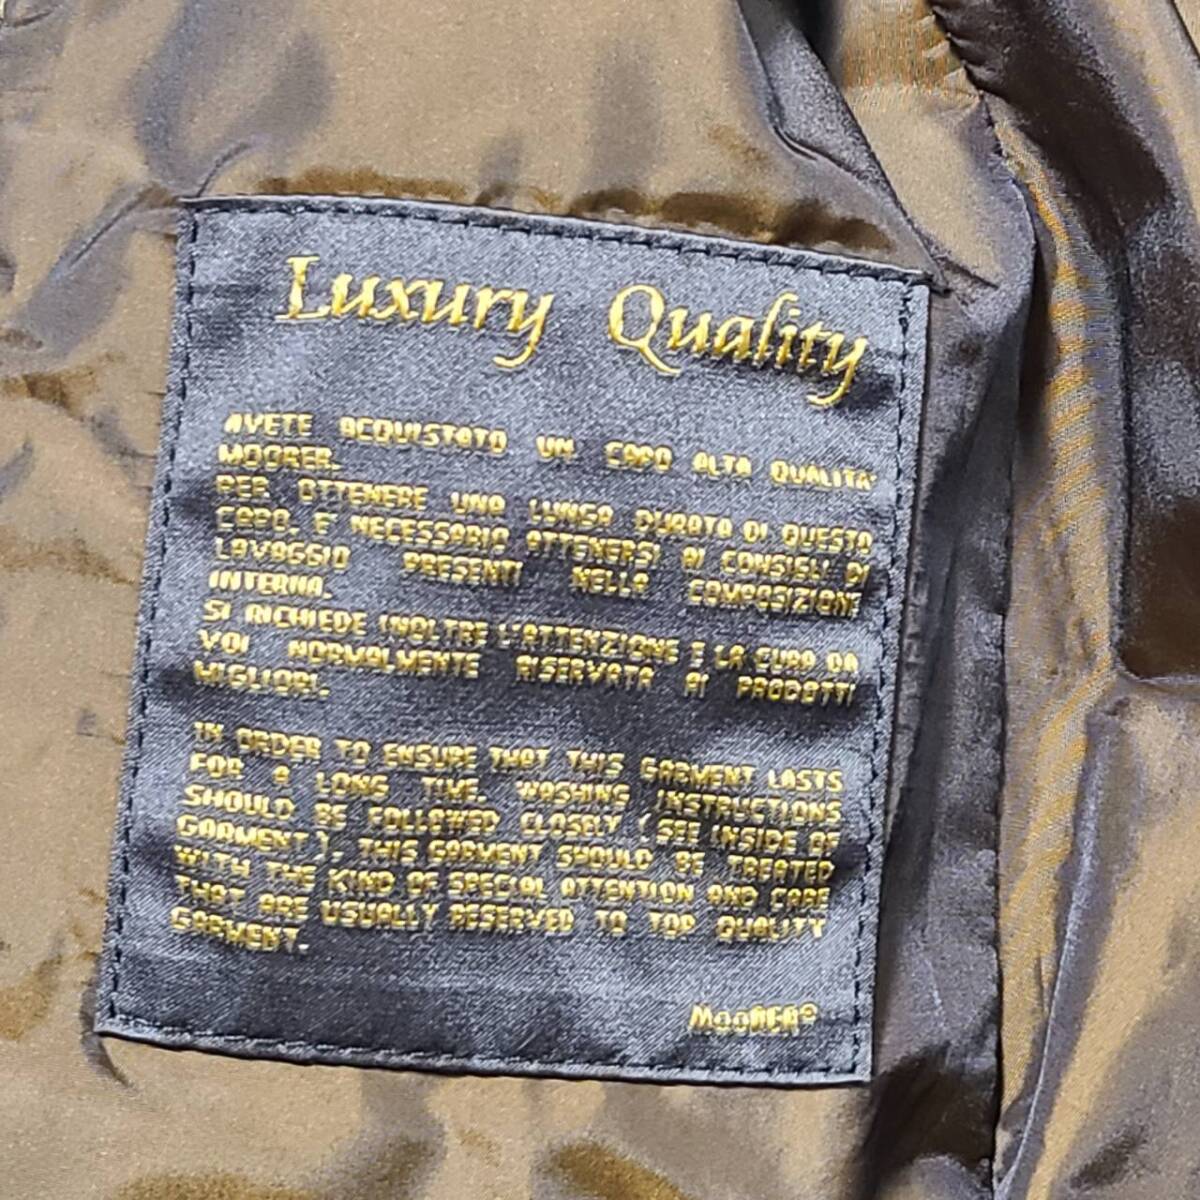 Luxury Quality
AVETE ACQUISTATO UN CAPO ALTA QUALITA'
MOORER.
PER OTTENERE UNA LUNGA DURATA DI QUESTO
CAPO, E' NECESSARIO ATTENERSI AI CONSIGLI DI
LAVAGGIO PRESENTI NELLA COMPOSIZIONE
INTERNA.
SI RICHIEDE INOLTRE L'ATTENZIONE E LA CURA DA
VOI NORMALMENTE RISERVATA AI PRODOTTI
MIGLIORI.
IN ORDER TO ENSURE THAT THIS GARMENT LASTS
FOR A LONG TIME, WASHING INSTRUCTIONS
SHOULD BE FOLLOWED CLOSELY (SEE INSIDE OF
GARMENT), THIS GARMENT SHOULD BE TREATED
WITH THE KIND OF SPECIAL ATTENTION AND CARE
THAT ARE USUALLY RESERVED TO TOP QUALITY
GARMENT.
MooRER®